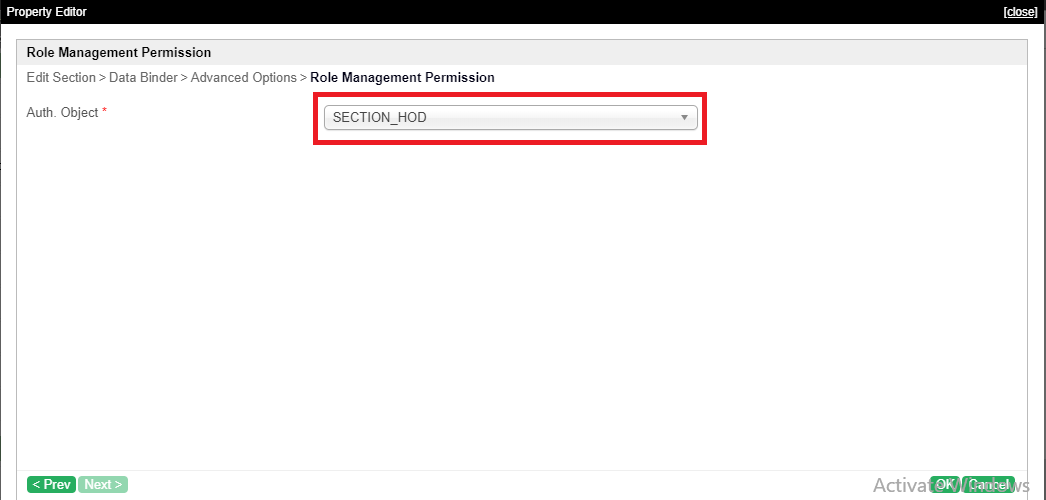 Property Editor [close]
Role Management Permission
Edit Section > Data Binder > Advanced Options > Role Management Permission
Auth. Object * SECTION_HOD
< Prev Next > OK Cancel
Activate Windows